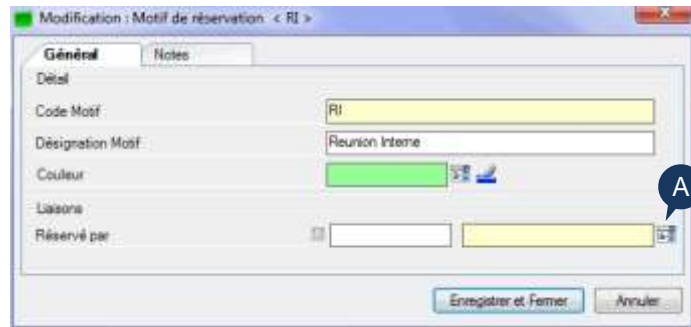 Modification : Motif de réservation < RI >
Général Notes
Détail
Code Motif RI
Désignation Motif Reunion Interne
Couleur
A
Liaisons
Réservé par
Enregistrer et Fermer Annuler